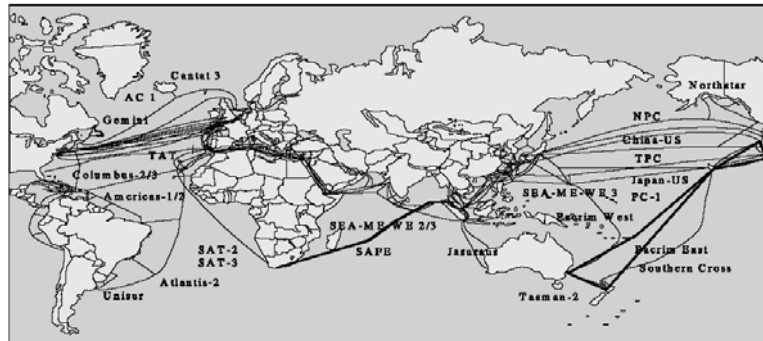 Cantat 3
AC 1
Gemini
TAT
Columbus-2/3
Americas-1/2
SAT-2
SAT-3
Atlantis-2
Unisur
SEA-ME-WE 2/3
SAFE
Jasuraus
Tasman-2
Northstar
NPC
China-US
TPC
Japan-US
SEA-ME-WE 3
PC-1
Pacrim West
Pacrim East
Southern Cross